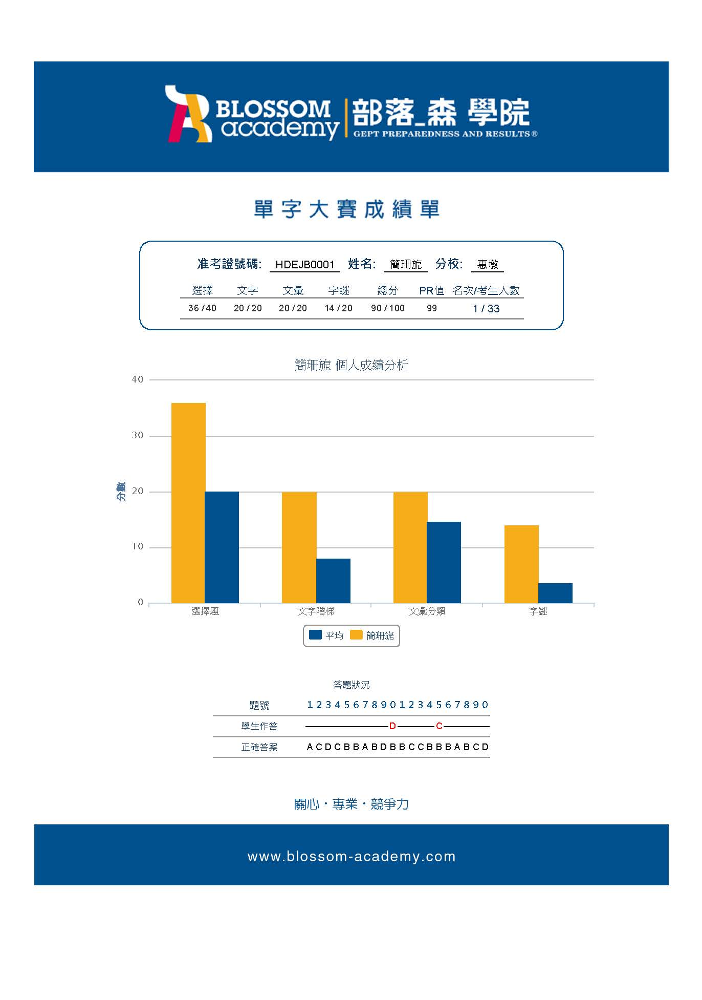 BLOSSOM academy 部落_森 學院
GEPT PREPAREDNESS AND RESULTS®
單字大賽成績單
准考證號碼: HDEJB0001 姓名: 簡珊旎 分校: 惠墩
選擇 文字 文彙 字謎 總分 PR值 名次/考生人數
36 / 40 20 / 20 20 / 20 14 / 20 90 / 100 99 1 / 33
簡珊旎 個人成績分析
40
30
20
10
0
分數
選擇題 文字階梯 文彙分類 字謎
平均 簡珊旎
答題狀況
題號 1 2 3 4 5 6 7 8 9 0 1 2 3 4 5 6 7 8 9 0
學生作答 —————————D————C—————
正確答案 A C D C B B A B D B B C C B B B A B C D
關心・專業・競爭力
www.blossom-academy.com